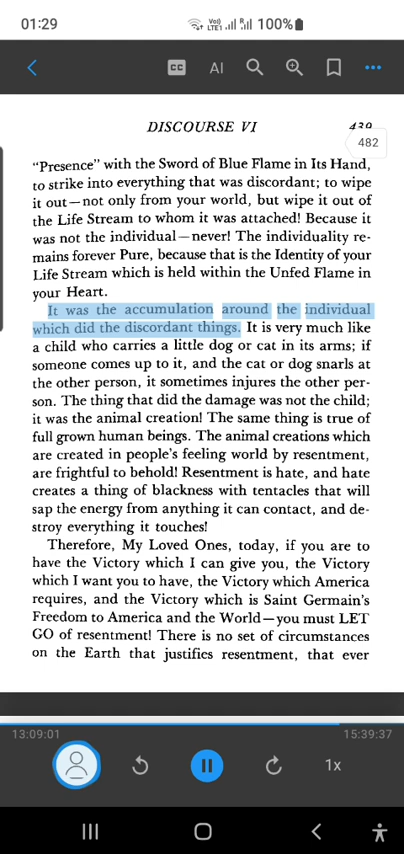 01:29
Vo)) LTE1 R 100%
CC AI
DISCOURSE VI 439
482
“Presence” with the Sword of Blue Flame in Its Hand,
to strike into everything that was discordant; to wipe
it out—not only from your world, but wipe it out of
the Life Stream to whom it was attached! Because it
was not the individual—never! The individuality re-
mains forever Pure, because that is the Identity of your
Life Stream which is held within the Unfed Flame in
your Heart.
It was the accumulation around the individual
which did the discordant things. It is very much like
a child who carries a little dog or cat in its arms; if
someone comes up to it, and the cat or dog snarls at
the other person, it sometimes injures the other per-
son. The thing that did the damage was not the child;
it was the animal creation! The same thing is true of
full grown human beings. The animal creations which
are created in people’s feeling world by resentment,
are frightful to behold! Resentment is hate, and hate
creates a thing of blackness with tentacles that will
sap the energy from anything it can contact, and de-
stroy everything it touches!
Therefore, My Loved Ones, today, if you are to
have the Victory which I can give you, the Victory
which I want you to have, the Victory which America
requires, and the Victory which is Saint Germain’s
Freedom to America and the World—you must LET
GO of resentment! There is no set of circumstances
on the Earth that justifies resentment, that ever
13:09:01 15:39:37
1x